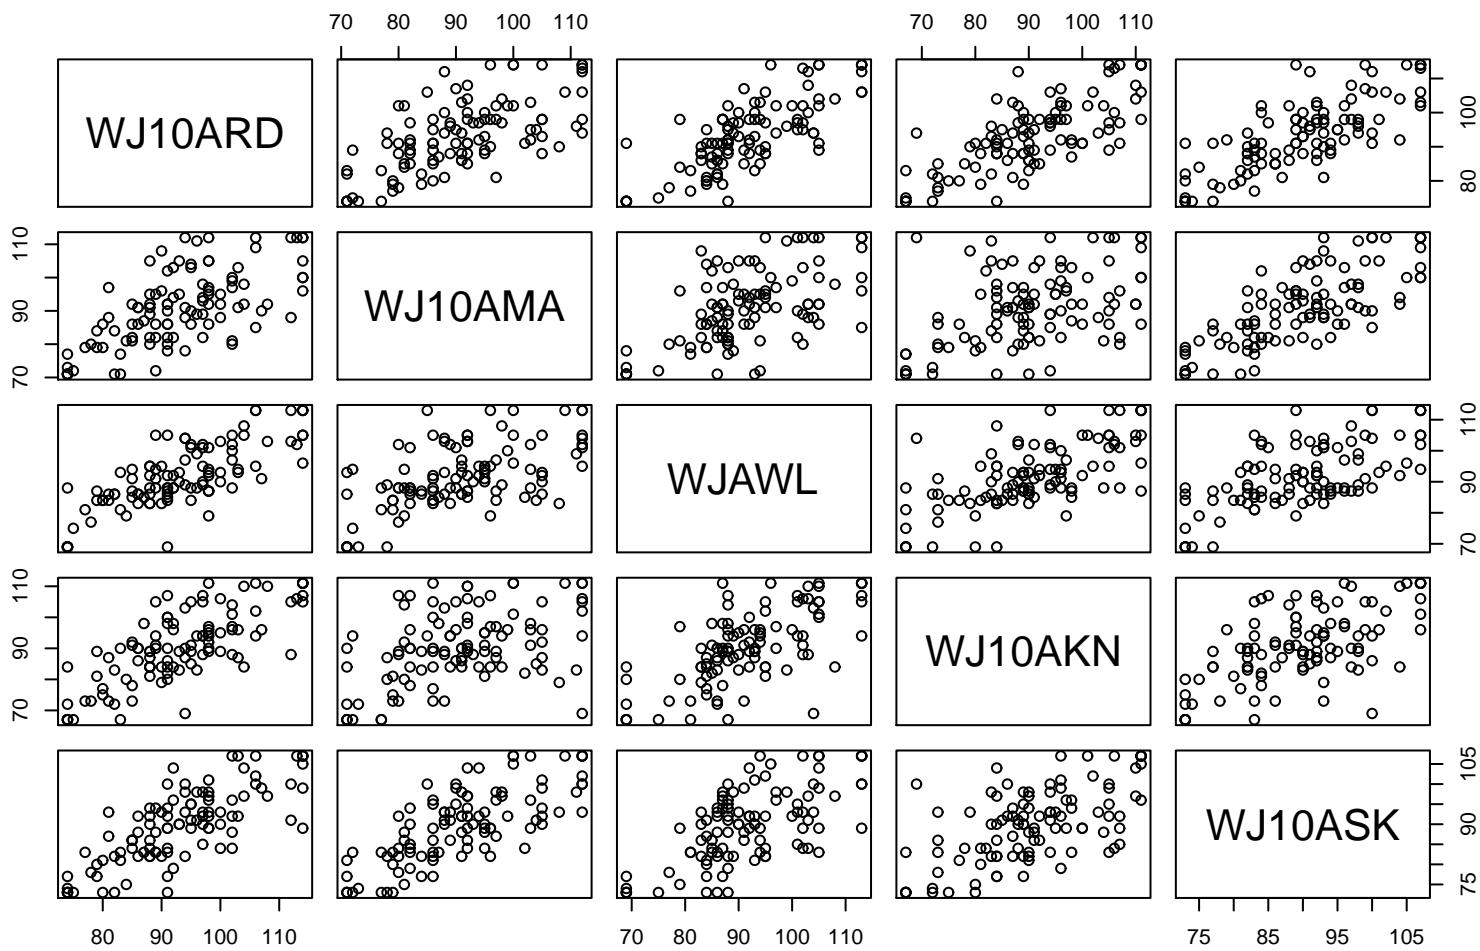 70 80 90 100 110 70 80 90 100 110
WJ10ARD 80 100
70 90 110 WJ10AMA
WJAWL 70 90 110
70 90 110 WJ10AKN
WJ10ASK 75 90 105
80 90 100 110 70 80 90 100 110 75 85 95 105